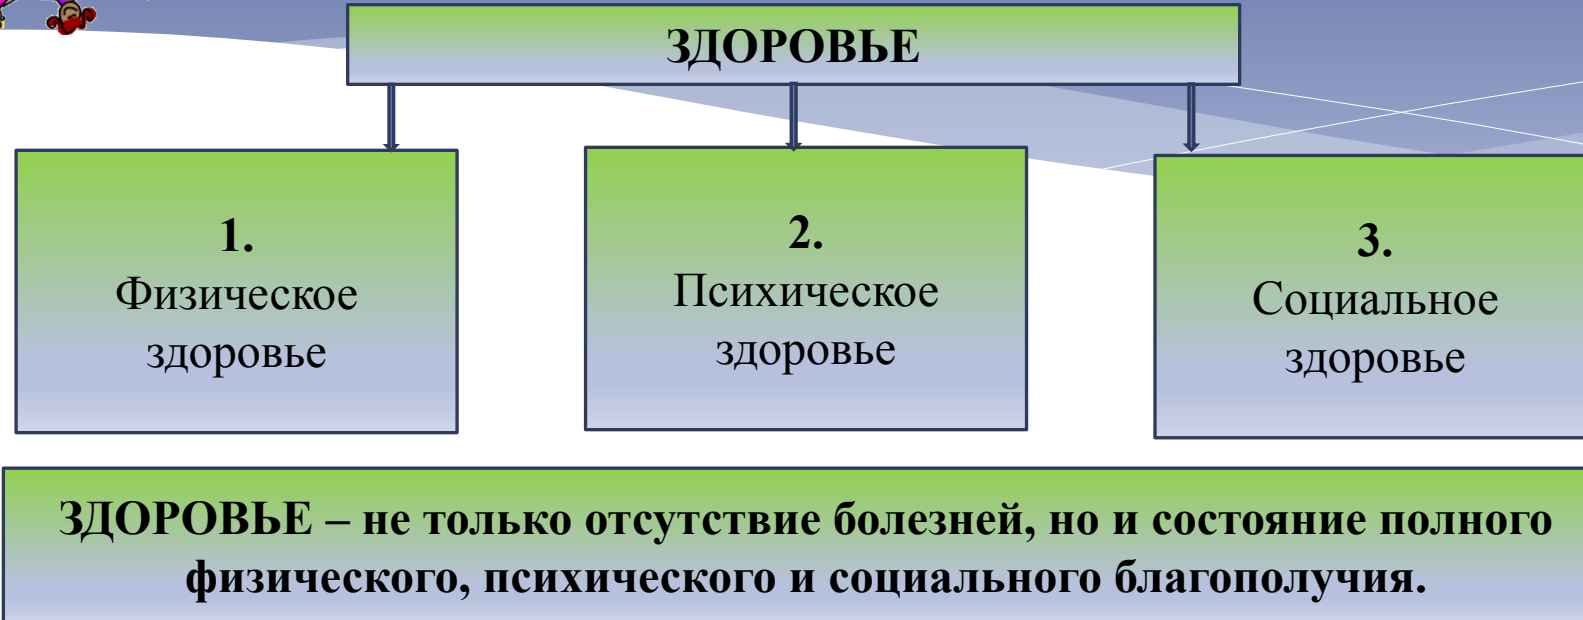 ЗДОРОВЬЕ
1.
Физическое
здоровье
2.
Психическое
здоровье
3.
Социальное
здоровье
ЗДОРОВЬЕ – не только отсутствие болезней, но и состояние полного
физического, психического и социального благополучия.